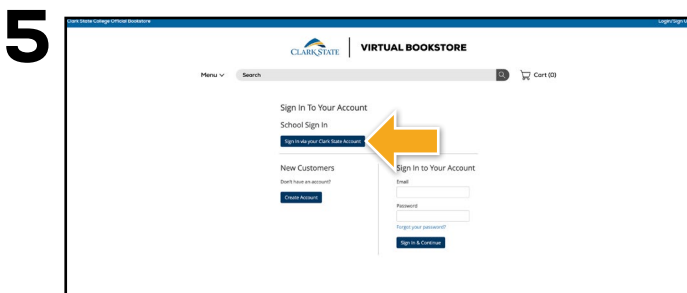 5
Clark State College Official Bookstore
Login/Sign U
CLARK STATE
VIRTUAL BOOKSTORE
Menu
Search
Cart (0)
Sign In To Your Account
School Sign In
Sign in via your Clark State Account
New Customers
Don't have an account?
Create Account
Sign In to Your Account
Email
Password
Forgot your password?
Sign In & Continue